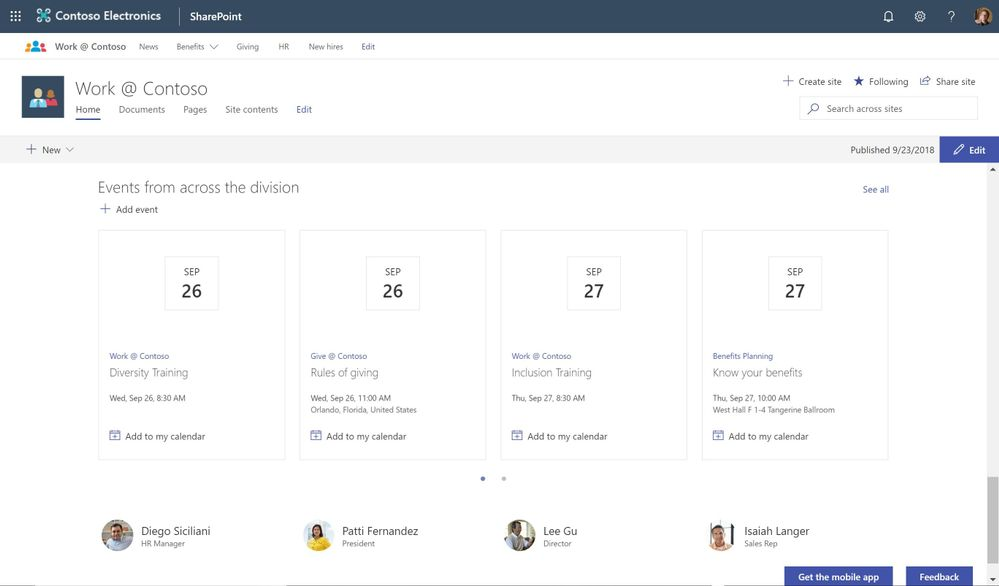 Contoso Electronics SharePoint ?
Work @ Contoso News Benefits Giving HR New hires Edit
Work @ Contoso
Create site Following Share site
Home Documents Pages Site contents Edit
Search across sites
New Published 9/23/2018 Edit
Events from across the division See all
Add event
SEP
26
Work @ Contoso
Diversity Training
Wed, Sep 26, 8:30 AM
Add to my calendar
SEP
26
Give @ Contoso
Rules of giving
Wed, Sep 26, 11:00 AM
Orlando, Florida, United States
Add to my calendar
SEP
27
Work @ Contoso
Inclusion Training
Thu, Sep 27, 8:30 AM
Add to my calendar
SEP
27
Benefits Planning
Know your benefits
Thu, Sep 27, 10:00 AM
West Hall F 1-4 Tangerine Ballroom
Add to my calendar
Diego Siciliani
HR Manager
Patti Fernandez
President
Lee Gu
Director
Isaiah Langer
Sales Rep
Get the mobile app Feedback